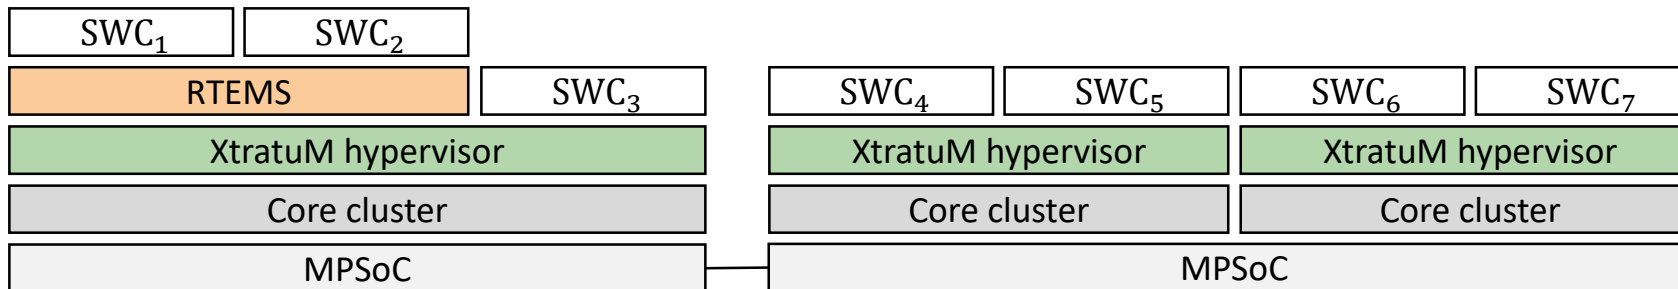 SWC₁ SWC₂
RTEMS SWC₃ SWC₄ SWC₅ SWC₆ SWC₇
XtratuM hypervisor XtratuM hypervisor XtratuM hypervisor
Core cluster Core cluster Core cluster
MPSoC MPSoC